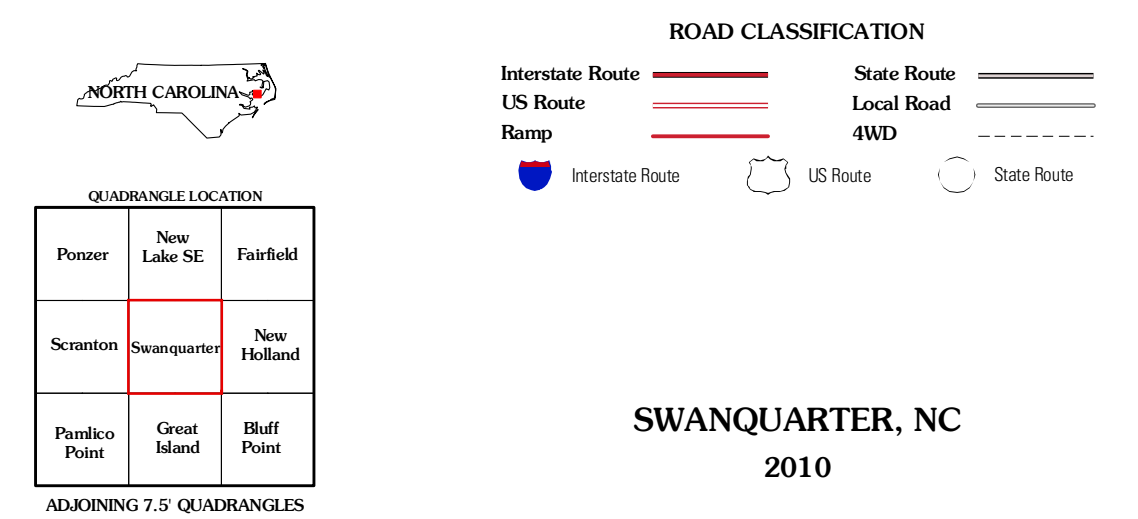 NORTH CAROLINA
QUADRANGLE LOCATION
Ponzer
New
Lake SE
Fairfield
Scranton
Swanquarter
New
Holland
Pamlico
Point
Great
Island
Bluff
Point
ADJOINING 7.5' QUADRANGLES
ROAD CLASSIFICATION
Interstate Route
State Route
US Route
Local Road
Ramp
4WD
Interstate Route
US Route
State Route
SWANQUARTER, NC
2010